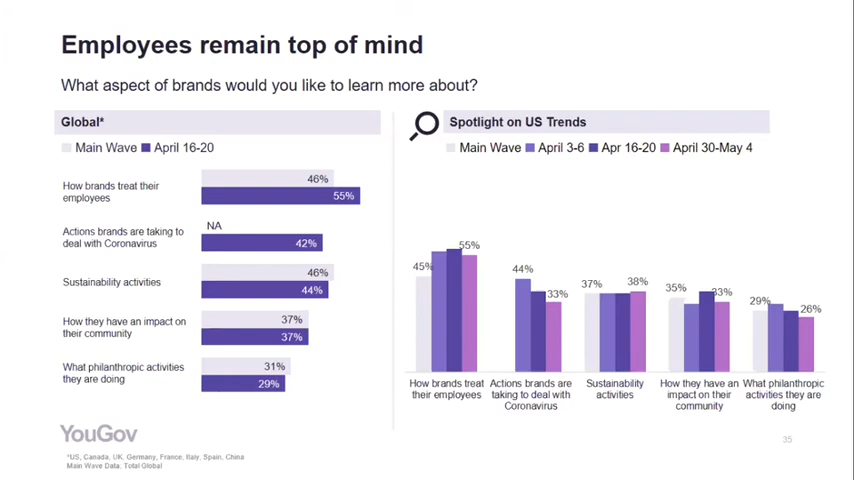 Employees remain top of mind
What aspect of brands would you like to learn more about?
Global*
Main Wave April 16-20
How brands treat their
employees
46%
55%
Actions brands are taking to
deal with Coronavirus
NA
42%
Sustainability activities
46%
44%
How they have an impact on
their community
37%
37%
What philanthropic activities
they are doing
31%
29%
Spotlight on US Trends
Main Wave April 3-6 Apr 16-20 April 30-May 4
45% 55%
44% 33%
37% 38%
35% 33%
29% 26%
How brands treat
their employees
Actions brands are
taking to deal with
Coronavirus
Sustainability
activities
How they have an
impact on their
community
What philanthropic
activities they are
doing
YouGov
35
*US, Canada, UK, Germany, France, Italy, Spain, China
Main Wave Data: Total Global